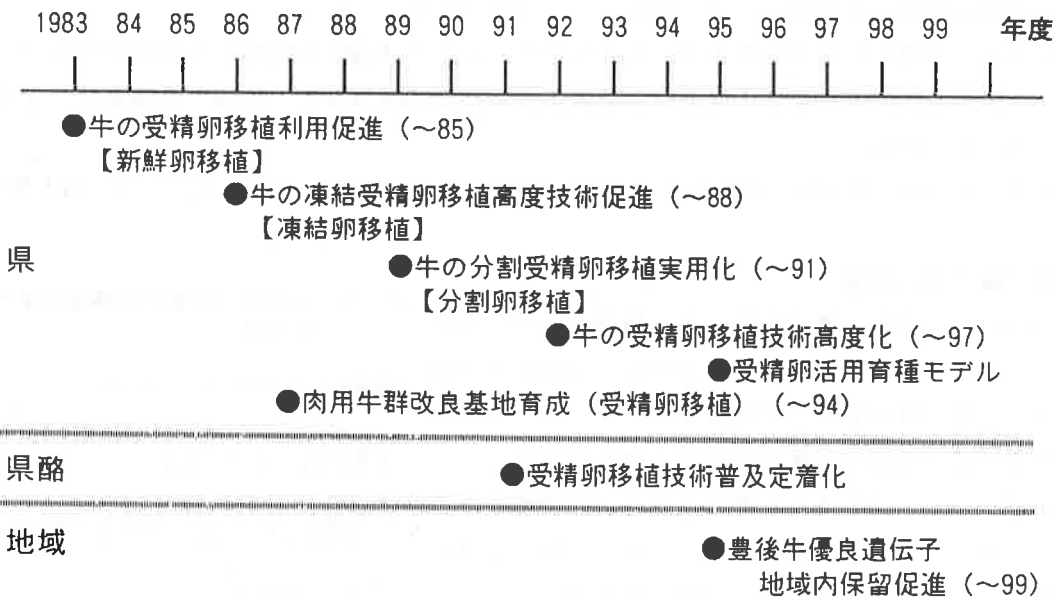 1983 84 85 86 87 88 89 90 91 92 93 94 95 96 97 98 99 年度
●牛の受精卵移植利用促進（～85）
【新鮮卵移植】
●牛の凍結受精卵移植高度技術促進（～88）
【凍結卵移植】
県
●牛の分割受精卵移植実用化（～91）
【分割卵移植】
●牛の受精卵移植技術高度化（～97）
●受精卵活用育種モデル
●肉用牛群改良基地育成（受精卵移植）（～94）
県酪 ●受精卵移植技術普及定着化
地域 ●豊後牛優良遺伝子
地域内保留促進（～99）